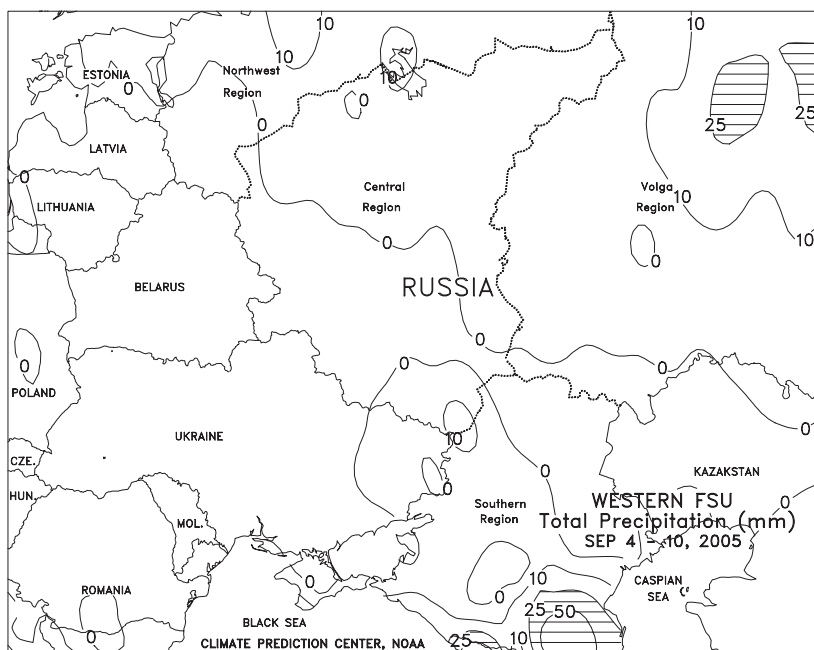 10
10
10
ESTONIA
Northwest
Region
10
0
0
0
25
25
LATVIA
0
LITHUANIA
Central
Region
Volga
Region
10
0
0
10
BELARUS
RUSSIA
0
0
0
0
0
POLAND
UKRAINE
10
0
CZE.
HUN.
0
0
KAZAKSTAN
0
MOL.
Southern
Region
WESTERN FSU
Total Precipitation (mm)
SEP 4 - 10, 2005
ROMANIA
0
0
10
CASPIAN
SEA
25
50
BLACK SEA
0
CLIMATE PREDICTION CENTER, NOAA
25
10